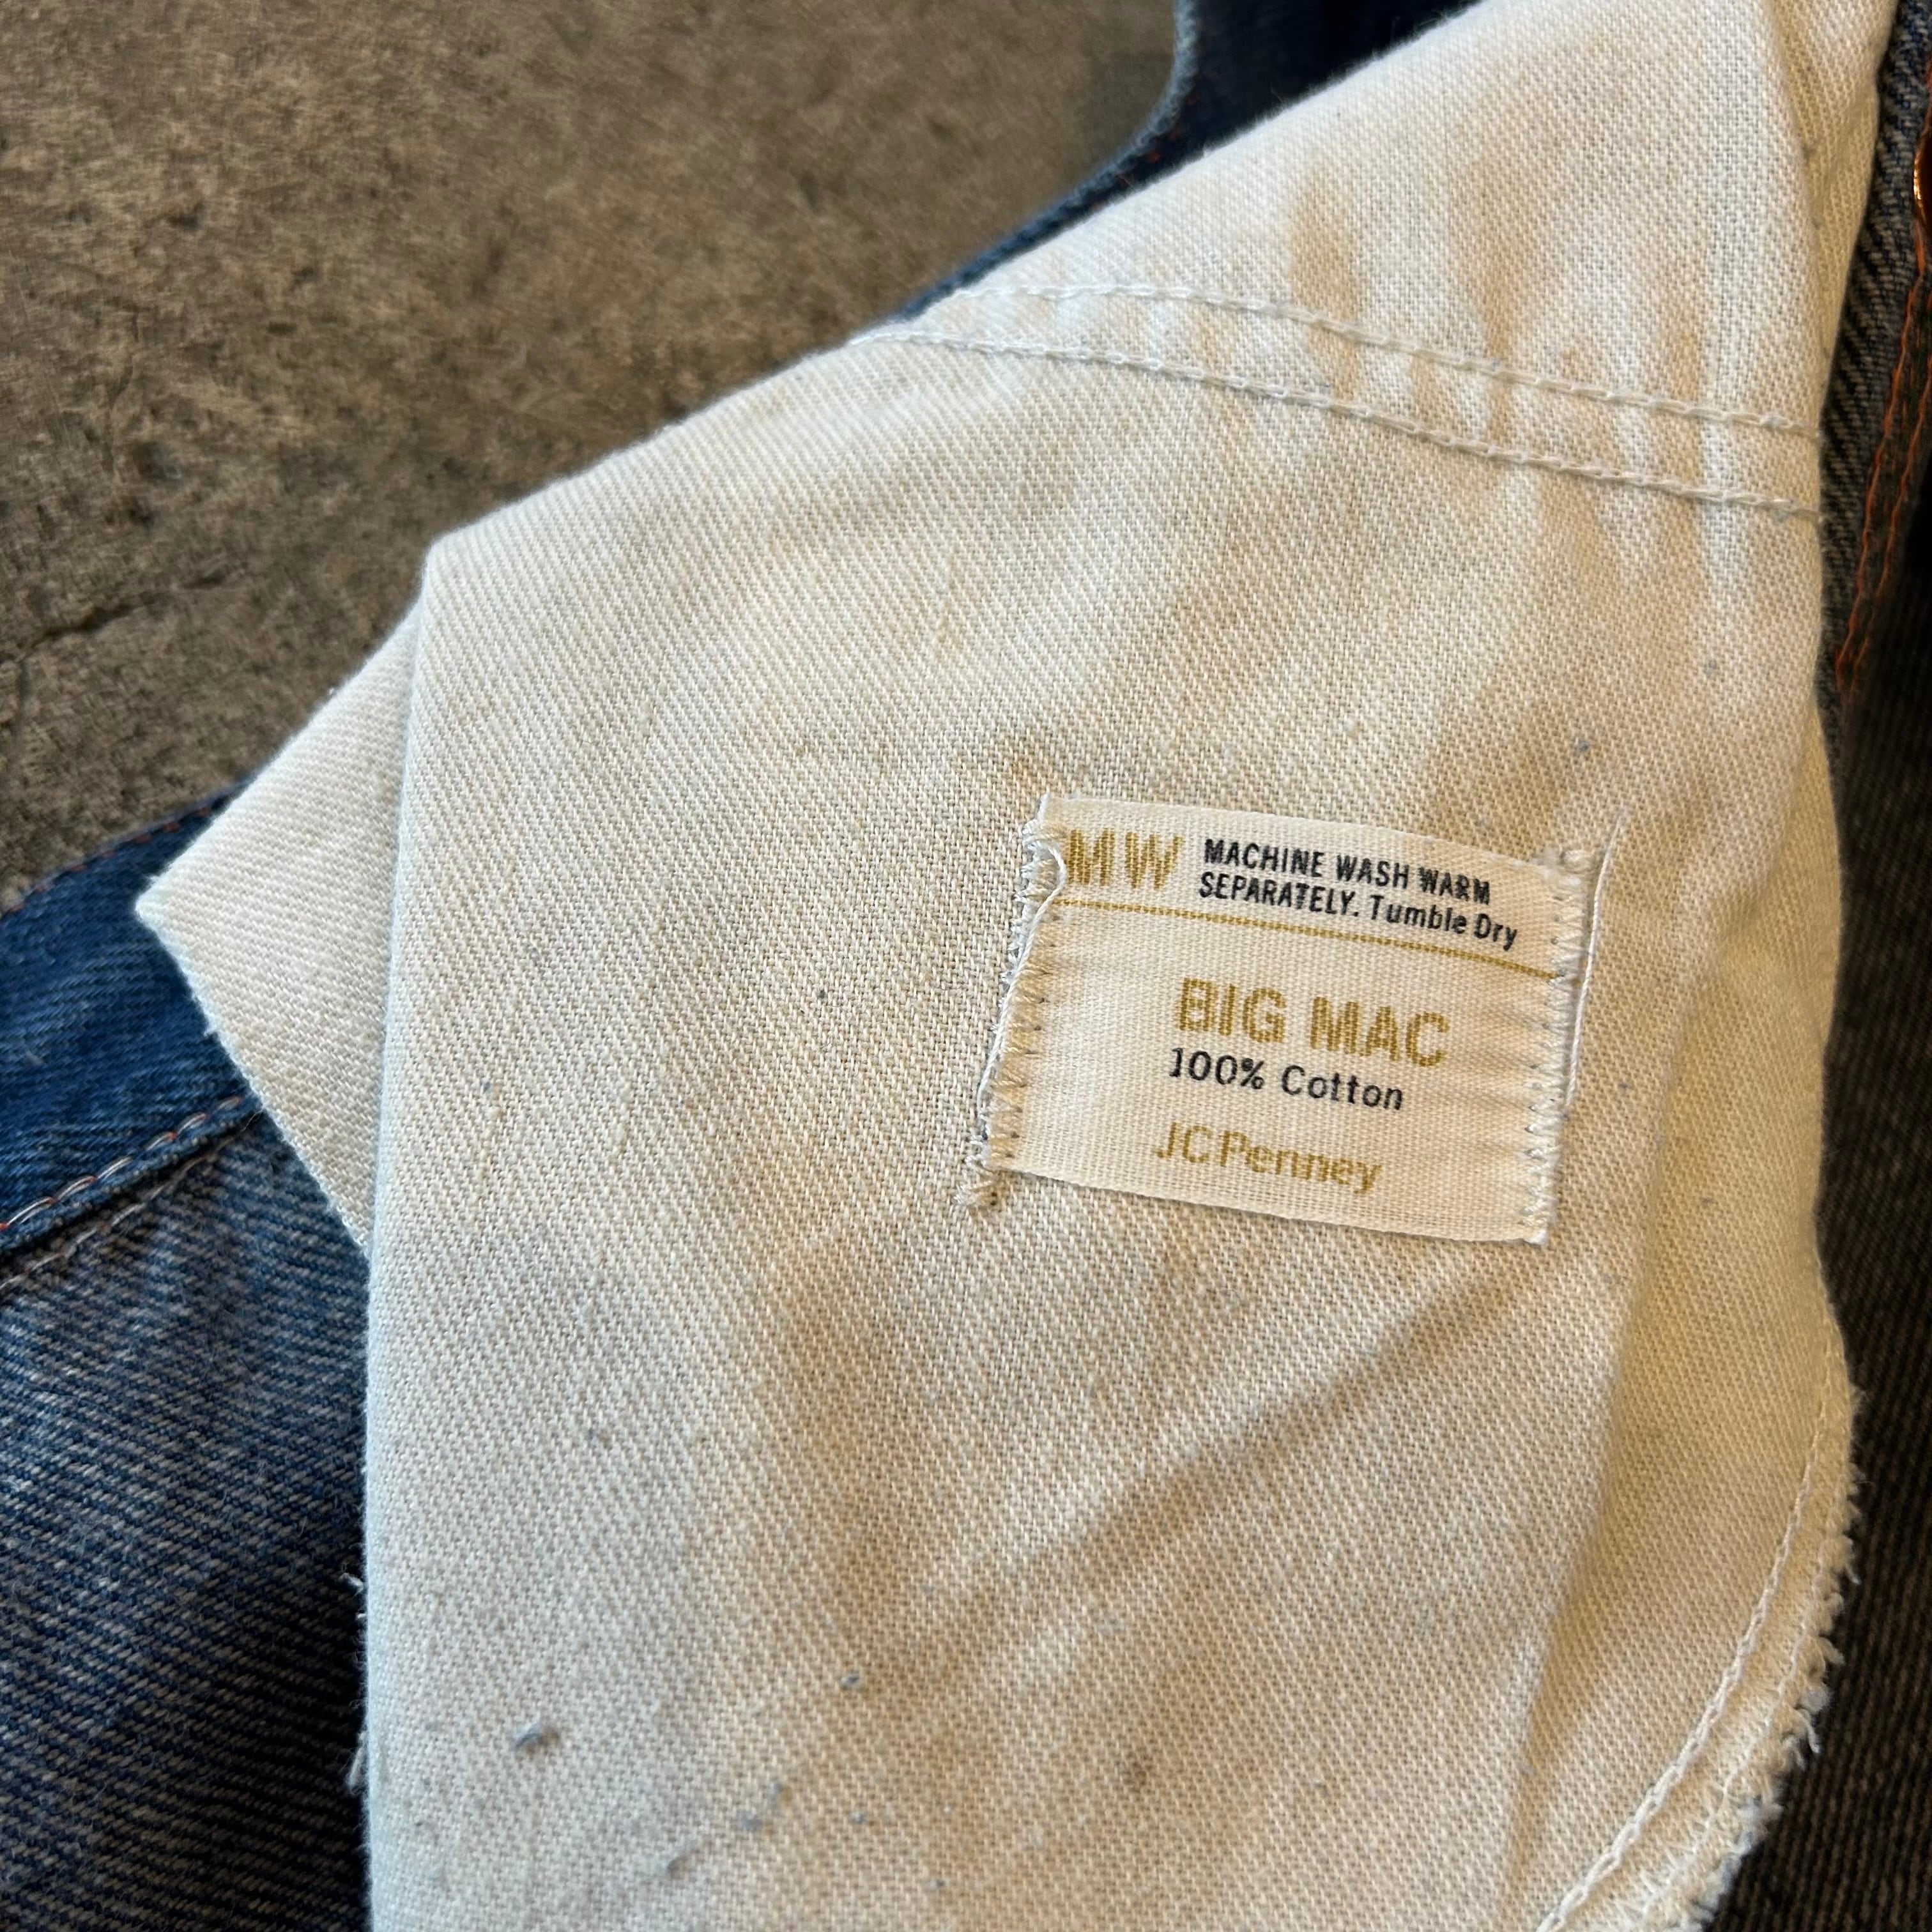 MW MACHINE WASH WARM
SEPARATELY. Tumble Dry
BIG MAC
100% Cotton
JCPenney